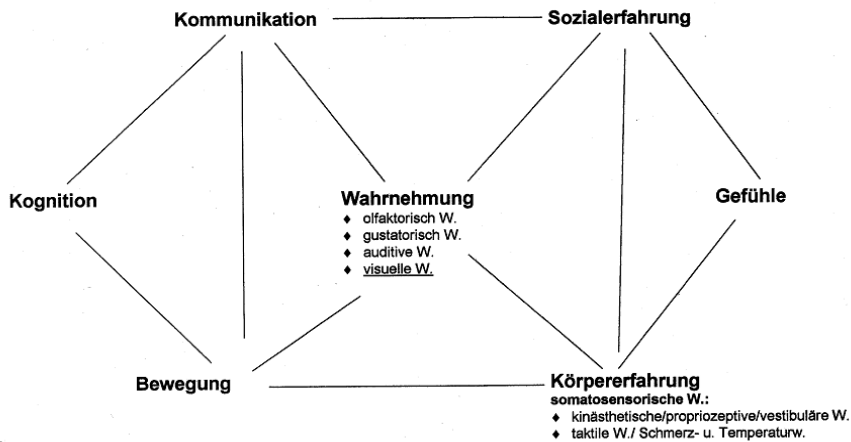 Kommunikation
Sozialerfahrung
Kognition
Wahrnehmung
♦ olfaktorisch W.
♦ gustatorisch W.
♦ auditive W.
♦ visuelle W.
Gefühle
Bewegung
Körpererfahrung
somatosensorische W.:
♦ kinästhetische/propriozeptive/vestibuläre W.
♦ taktile W./ Schmerz- u. Temperaturw.